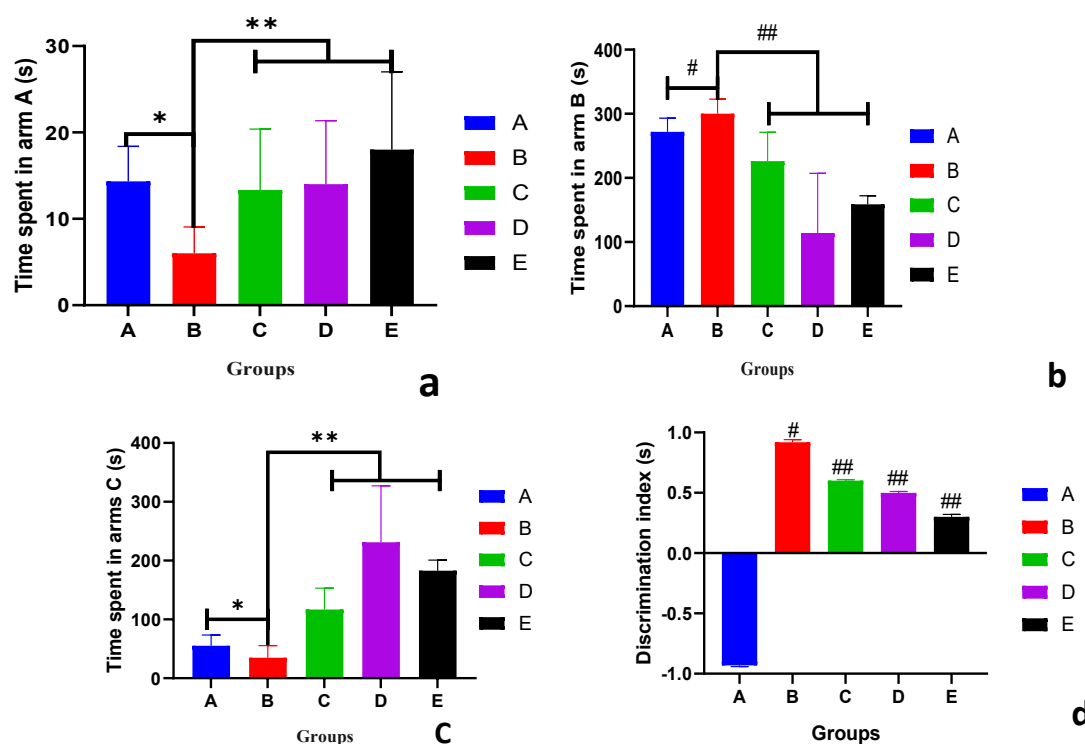 Time spent in arm A (s)
30
20
10
0
*
**
A B C D E
Groups
A
B
C
D
E
a
Time spent in arm B (s)
400
300
200
100
0
#
##
A B C D E
Groups
A
B
C
D
E
b
Time spent in arms C (s)
400
300
200
100
0
*
**
A B C D E
Groups
A
B
C
D
E
C
Discrimination index (s)
1.0
0.5
0.0
-0.5
-1.0
#
## ## ##
A B C D E
Groups
A
B
C
D
E
d